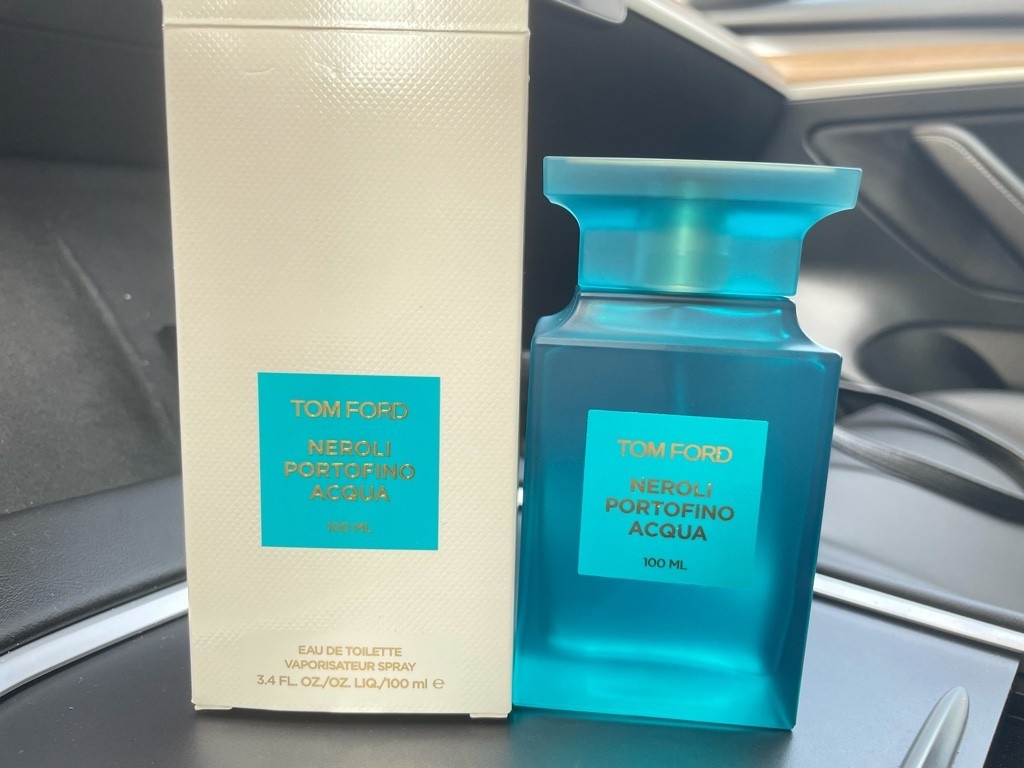 TOM FORD
NEROLI
PORTOFINO
ACQUA
100 ML
EAU DE TOILETTE
VAPORISATEUR SPRAY
3.4 FL. OZ./OZ. LIQ./100 ml ℮
TOM FORD
NEROLI
PORTOFINO
ACQUA
100 ML